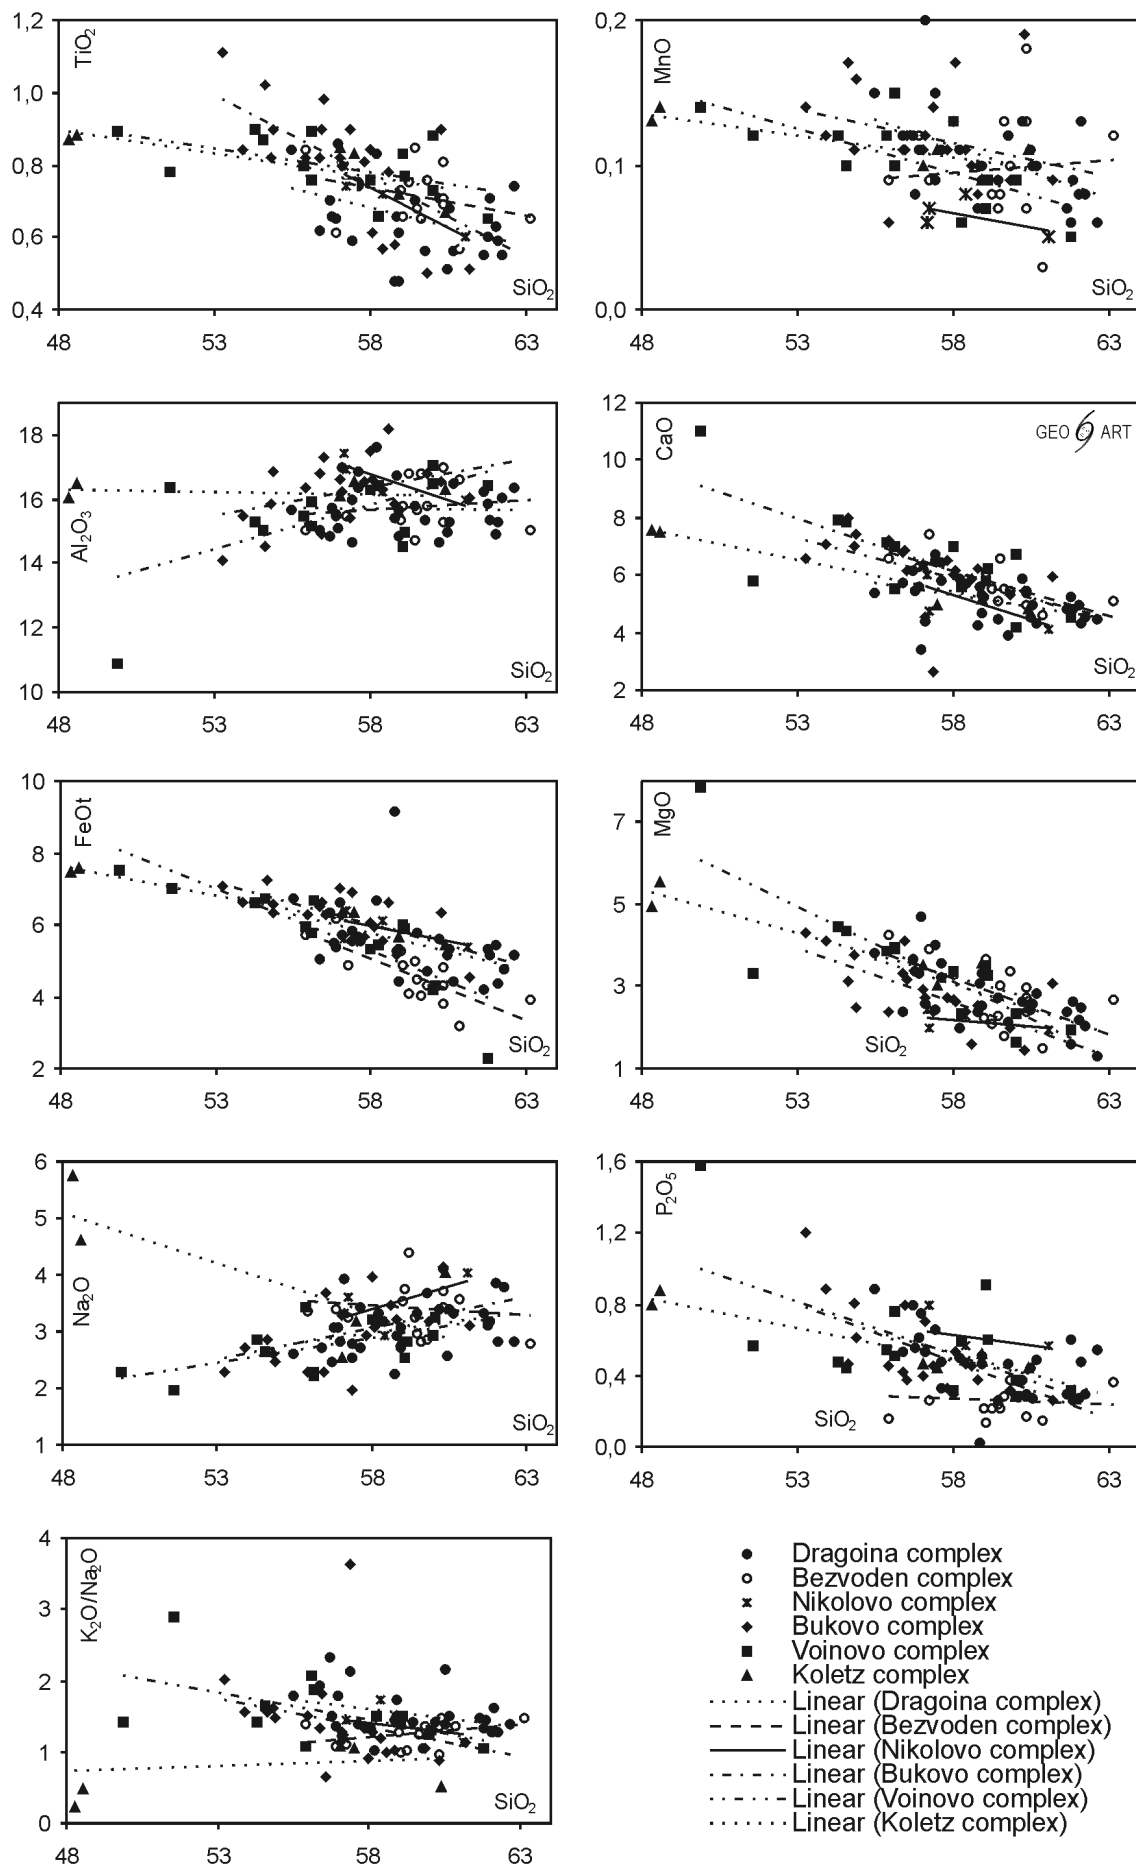 1,2
1,0
0,8
0,6
0,4
TiO2
SiO2
48 53 58 63
0,2
0,1
0,0
MnO
SiO2
48 53 58 63
18
16
14
12
10
Al2O3
SiO2
48 53 58 63
12
10
8
6
4
2
CaO
GEO ART
SiO2
48 53 58 63
10
8
6
4
2
FeOt
SiO2
48 53 58 63
7
5
3
1
MgO
SiO2
48 53 58 63
6
5
4
3
2
1
Na2O
SiO2
48 53 58 63
1,6
1,2
0,8
0,4
0,0
P2O5
SiO2
48 53 58 63
4
3
2
1
0
K2O/Na2O
SiO2
48 53 58 63
Dragoina complex
Bezvoden complex
Nikolovo complex
Bukovo complex
Voinovo complex
Koletz complex
Linear (Dragoina complex)
Linear (Bezvoden complex)
Linear (Nikolovo complex)
Linear (Bukovo complex)
Linear (Voinovo complex)
Linear (Koletz complex)